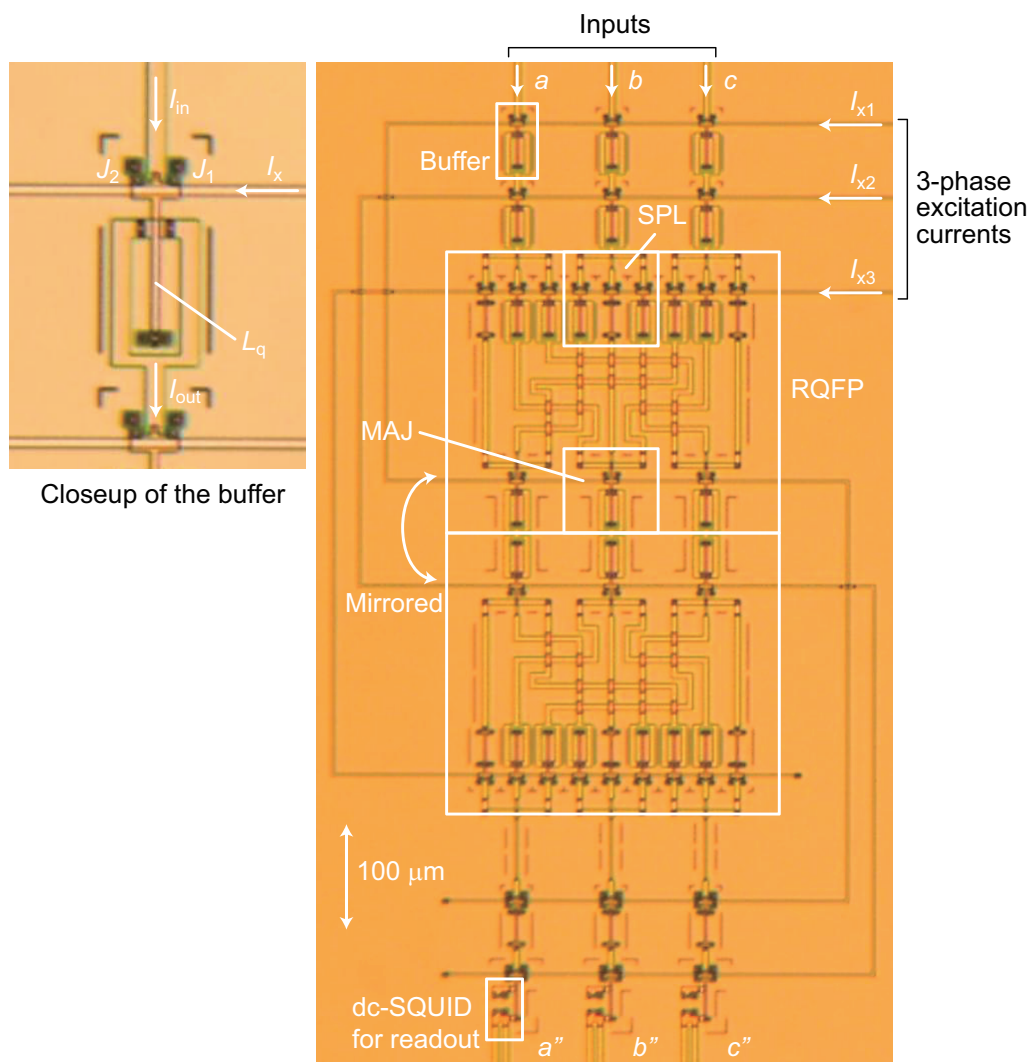 Inputs
a
b
c
I_in
J_2
J_1
I_x
L_q
I_out
Closeup of the buffer
Buffer
I_x1
I_x2
I_x3
3-phase
excitation
currents
SPL
RQFP
MAJ
Mirrored
100 μm
dc-SQUID
for readout
a”
b”
c”